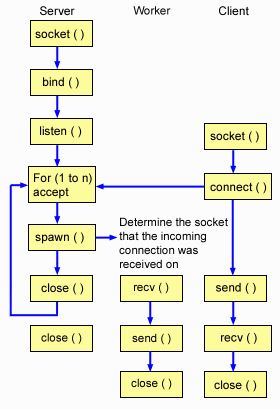 Server Worker Client
socket ( )
bind ( )
listen ( )
socket ( )
For (1 to n)
accept
connect ( )
spawn ( )
Determine the socket
that the incoming
connection was
received on
close ( )
recv ( )
send ( )
close ( )
send ( )
recv ( )
close ( )
close ( )